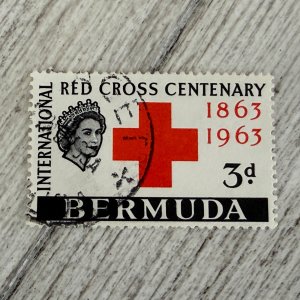 INTERNATIONAL
RED CROSS CENTENARY
1863
1963
3d
BERMUDA